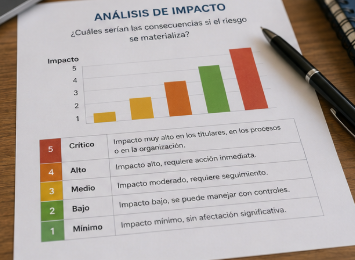 ANÁLISIS DE IMPACTO
¿Cuáles serían las consecuencias si el riesgo
se materializa?
Impacto
5
4
3
2
1
5 Crítico Impacto muy alto en los titulares, en los procesos
o en la organización.
4 Alto Impacto alto, requiere acción inmediata.
3 Medio Impacto moderado, requiere seguimiento.
2 Bajo Impacto bajo, se puede manejar con controles.
1 Mínimo Impacto mínimo, sin afectación significativa.